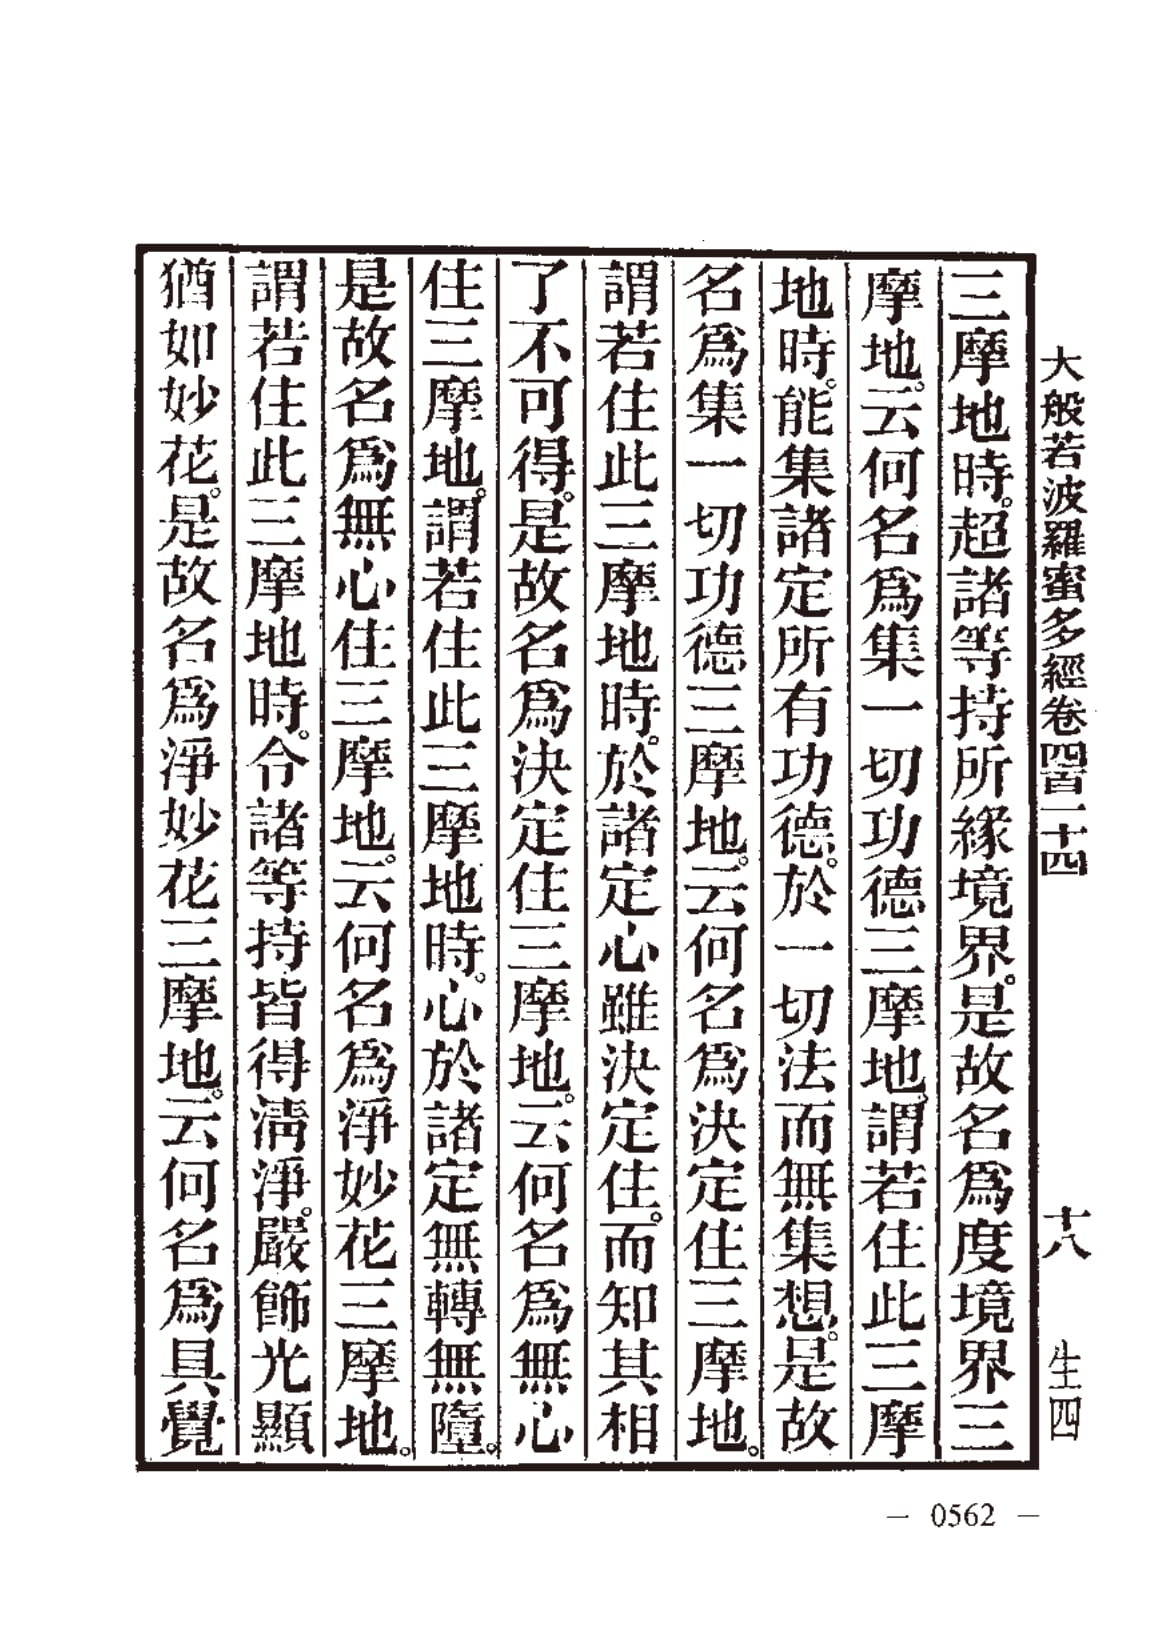 大般若波羅蜜多經卷四百一十四 十八 生四
三摩地時。超諸等持所緣境界。是故名爲度境界三
摩地。云何名爲集一切功德三摩地。謂若住此三摩
地時。能集諸定所有功德。於一切法而無集想。是故
名爲集一切功德三摩地。云何名爲決定住三摩地。
謂若住此三摩地時。於諸定心雖決定住。而知其相
了不可得。是故名爲決定住三摩地。云何名爲無心
住三摩地。謂若住此三摩地時。心於諸定無轉無墮。
是故名爲無心住三摩地。云何名爲淨妙花三摩地。
謂若住此三摩地時。令諸等持皆得清淨。嚴飾光顯
猶如妙花。是故名爲淨妙花三摩地。云何名爲具覺
— 0562 —